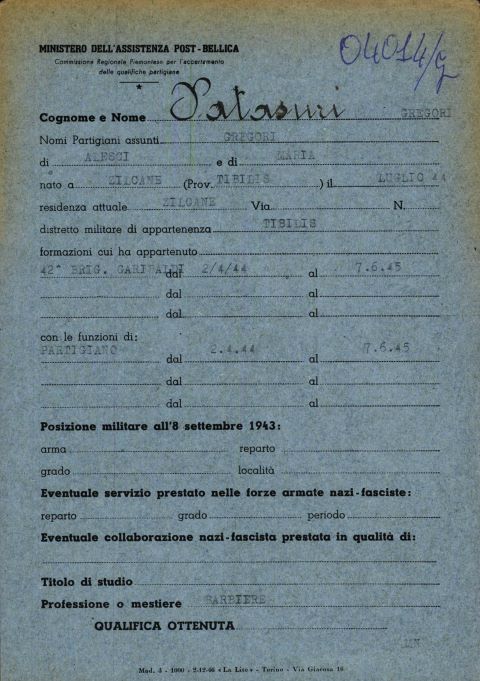 MINISTERO DELL'ASSISTENZA POST-BELLICA
Commissione Regionale Piemontese per l'accertamento
delle qualifiche partigiane
04014/G
Cognome e Nome Patasuri GREGORI
Nomi Partigiani assunti GREGORI
di ALESCI e di MARIA
nato a ZILCANE (Prov. TIBILIS ) il LUGLIO 44
residenza attuale ZILCANE Via N.
distretto militare di appartenenza TIBILIS
formazioni cui ha appartenuto
42^ BRIG. GARIBALDI dal 2/4/44 al 7.6.45
dal al
dal al
con le funzioni di:
PARTIGIANO dal 2.4.44 al 7.6.45
dal al
dal al
Posizione militare all'8 settembre 1943:
arma reparto
grado località
Eventuale servizio prestato nelle forze armate nazi-fasciste:
reparto grado periodo
Eventuale collaborazione nazi-fascista prestata in qualità di:
Titolo di studio
Professione o mestiere BARBIERE
QUALIFICA OTTENUTA
Mod. 3 - 1000 - 2-12-46 «La Lito» - Torino - Via Giacosa 16